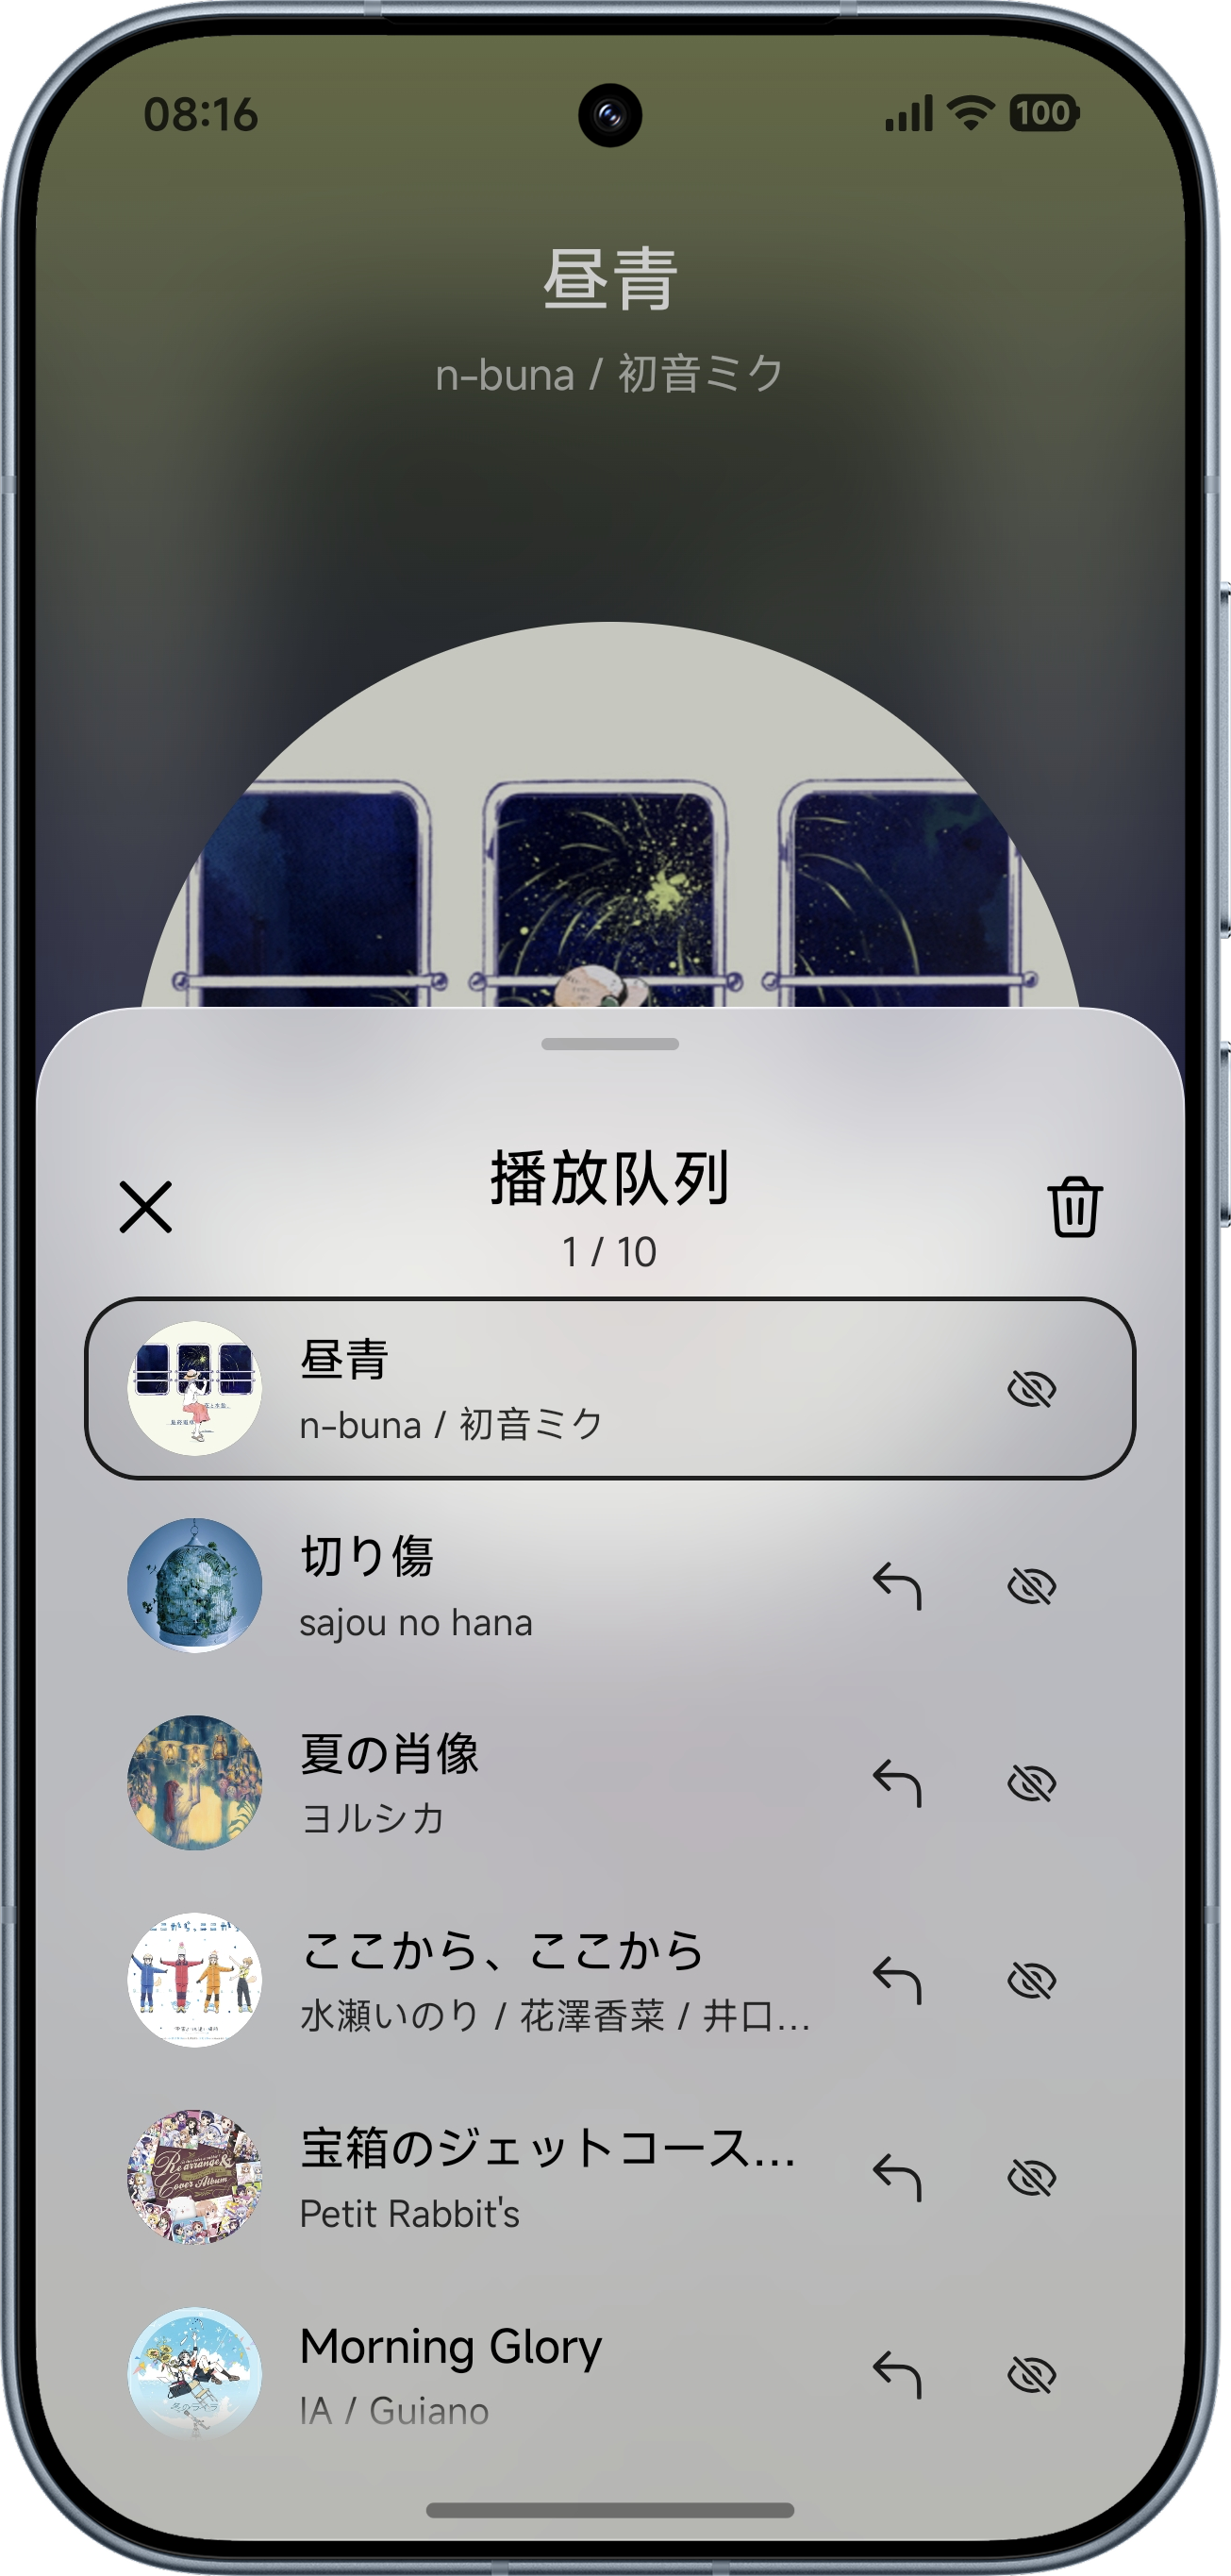 08:16
100
昼青
n-buna / 初音ミク
播放队列
1 / 10
昼青
n-buna / 初音ミク
切り傷
sajou no hana
夏の肖像
ヨルシカ
ここから、ここから
水瀬いのり / 花澤香菜 / 井口...
宝箱のジェットコース...
Rearrange &
Cover Album
Petit Rabbit's
Morning Glory
IA / Guiano